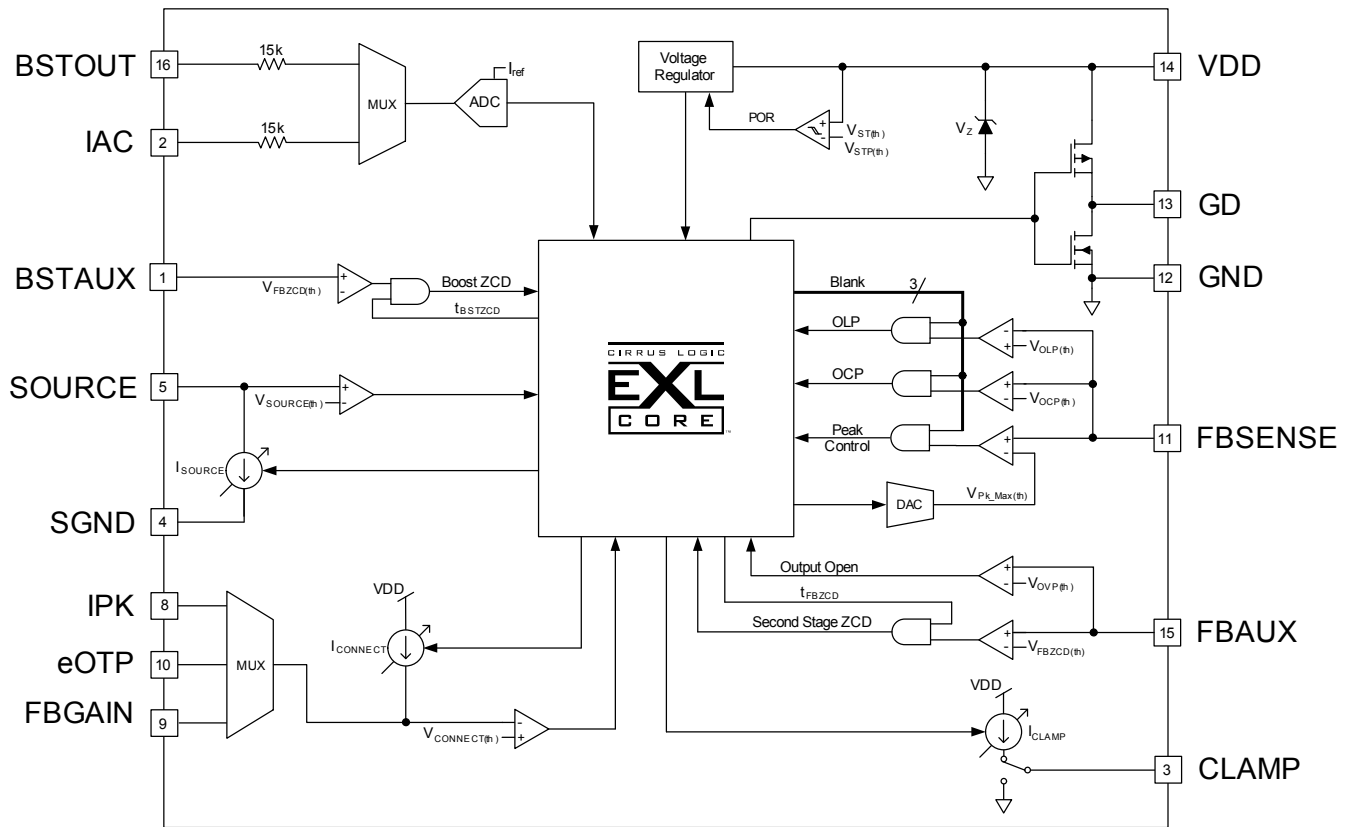 BSTOUT
16
15k
IAC
2
15k
MUX
ADC
Iref
Voltage
Regulator
POR
VST(th)
VSTP(th)
VZ
14
VDD
13
GD
12
GND
BSTAUX
1
VFBZCD(th)
Boost ZCD
tBSTZCD
SOURCE
5
VSOURCE(th)
ISOURCE
SGND
4
CIRRUS LOGIC
EXL
CORE
TM
Blank
3
OLP
VOLP(th)
OCP
VOCP(th)
Peak
Control
11
FBSENSE
DAC
VPk_Max(th)
IPK
8
eOTP
10
FBGAIN
9
MUX
VDD
ICONNECT
VCONNECT(th)
Output Open
VOVP(th)
tFBZCD
Second Stage ZCD
VFBZCD(th)
15
FBAUX
VDD
ICLAMP
3
CLAMP